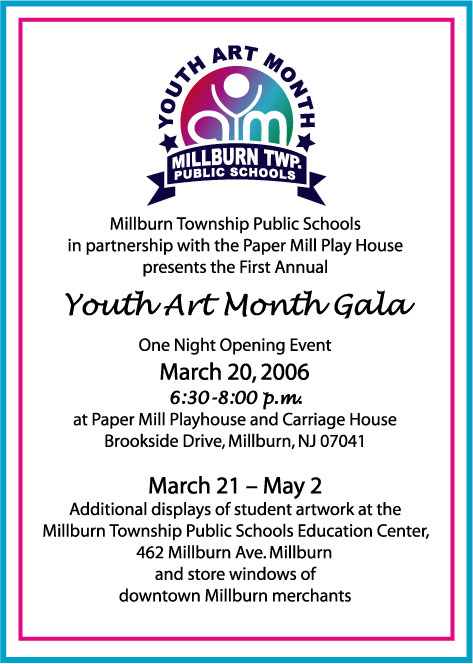 YOUTH ART MONTH
aym
MILLBURN TWP.
PUBLIC SCHOOLS
Millburn Township Public Schools
in partnership with the Paper Mill Play House
presents the First Annual
Youth Art Month Gala
One Night Opening Event
March 20, 2006
6:30-8:00 p.m.
at Paper Mill Playhouse and Carriage House
Brookside Drive, Millburn, NJ 07041
March 21 – May 2
Additional displays of student artwork at the
Millburn Township Public Schools Education Center,
462 Millburn Ave. Millburn
and store windows of
downtown Millburn merchants